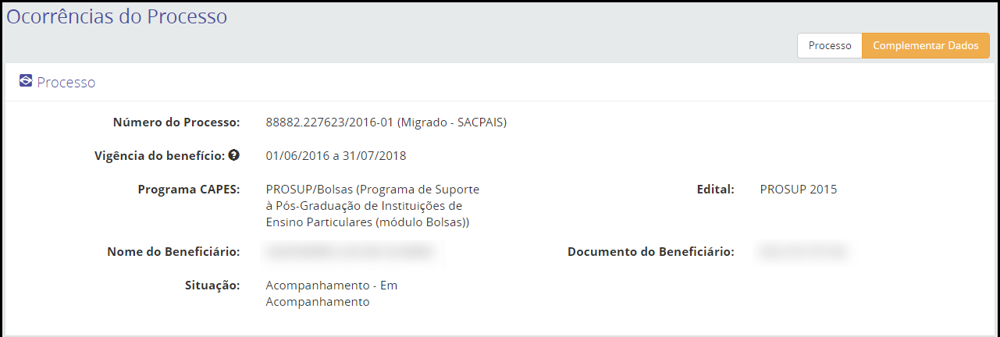 Ocorrências do Processo
Processo Complementar Dados
Processo
Número do Processo: 88882.227623/2016-01 (Migrado - SACPAIS)
Vigência do benefício: 01/06/2016 a 31/07/2018
Programa CAPES: PROSUP/Bolsas (Programa de Suporte Edital: PROSUP 2015
à Pós-Graduação de Instituições de
Ensino Particulares (módulo Bolsas))
Nome do Beneficiário: Documento do Beneficiário:
Situação: Acompanhamento - Em
Acompanhamento